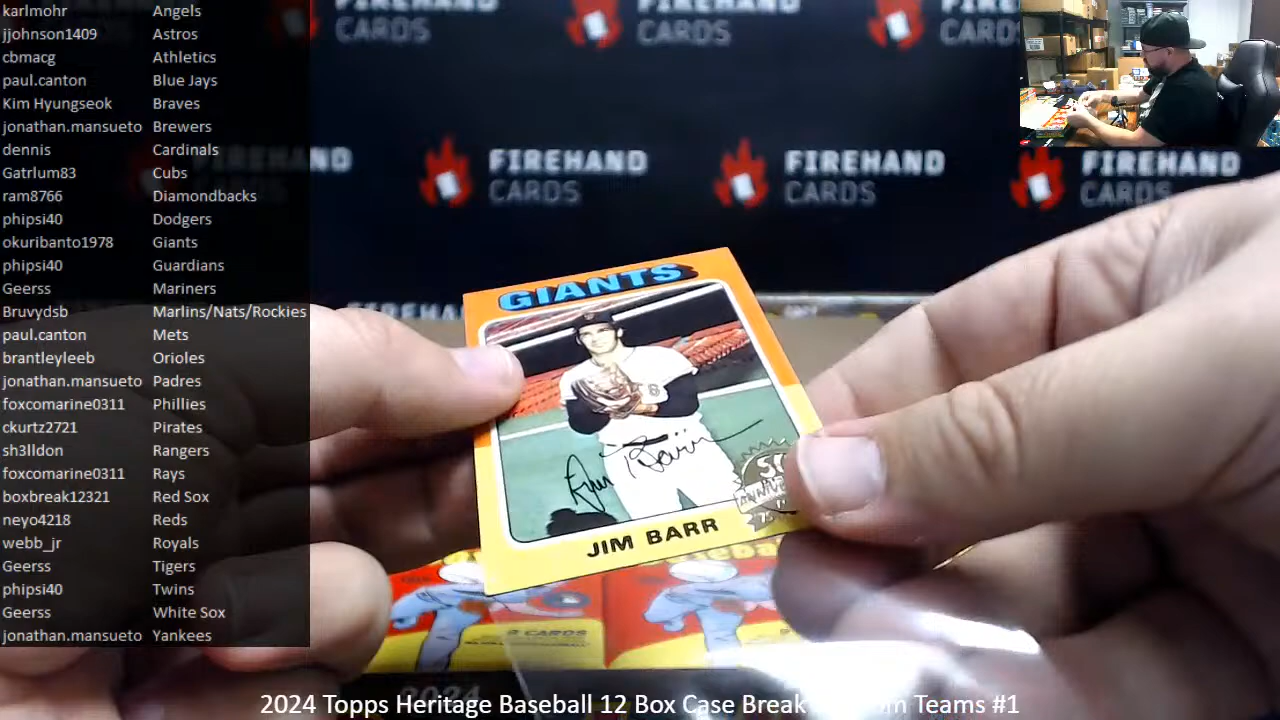 karlmohr Angels
jjohnson1409 Astros
cbmacg Athletics
paul.canton Blue Jays
Kim Hyungseok Braves
jonathan.mansueto Brewers
dennis Cardinals
Gatrlum83 Cubs
ram8766 Diamondbacks
phipsi40 Dodgers
okuribanto1978 Giants
phipsi40 Guardians
Geerss Mariners
Bruvydsb Marlins/Nats/Rockies
paul.canton Mets
brantleyleeb Orioles
jonathan.mansueto Padres
foxcomarine0311 Phillies
ckurtz2721 Pirates
sh3lldon Rangers
foxcomarine0311 Rays
boxbreak12321 Red Sox
neyo4218 Reds
webb_jr Royals
Geerss Tigers
phipsi40 Twins
Geerss White Sox
jonathan.mansueto Yankees
FIREHAND
CARDS
FIREHAND
CARDS
FIREHAND
CARDS
FIREHAND
CARDS
FIREHAND
CARDS
FIREHAND
GIANTS
Jim Barr
JIM BARR
CARDS
2024
2024 Topps Heritage Baseball 12 Box Case Break Teams #1